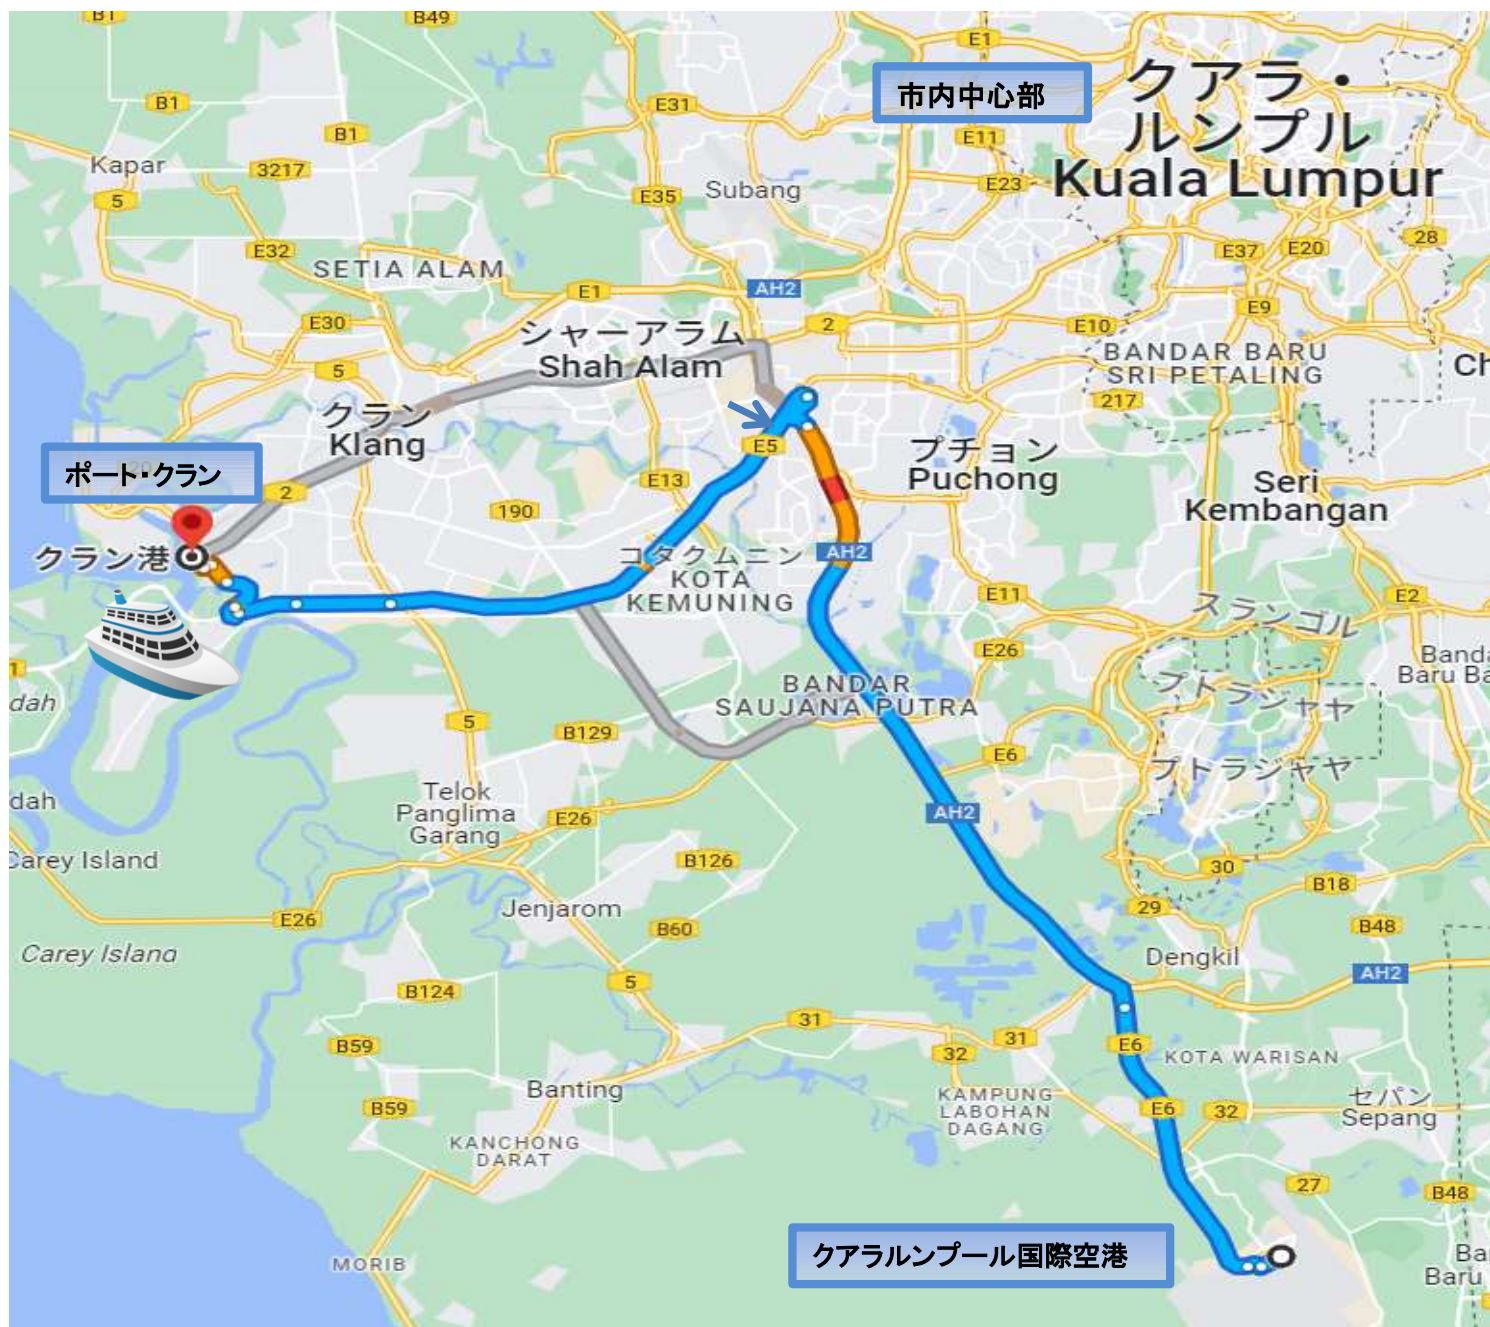 B1
B49
E1
市内中心部
クアラ・
ルンプル
Kuala Lumpur
B1
E31
B1
E11
Kapar
3217
Subang
E23
5
E35
28
E32
E37
E20
SETIA ALAM
E1
AH2
E9
E30
シャーアラム
Shah Alam
2
E10
BANDAR BARU
SRI PETALING
Ch
5
217
クラン
Klang
E5
プチョン
Puchong
ポート・クラン
E13
Seri
Kembangan
2
190
クラン港
コタクムニン
KOTA
KEMUNING
AH2
E11
E2
スランゴル
E26
Banda
Baru Ba
1
dah
BANDAR
SAUJANA PUTRA
プトラジャヤ
5
B129
E6
プトラジャヤ
dah
Telok
Panglima
Garang
E26
AH2
Carey Island
B126
30
B18
E26
Jenjarom
B60
29
B48
Carey Island
Dengkil
AH2
5
B124
31
31
B59
32
E6
KOTA WARISAN
Banting
KAMPUNG
LABOHAN
DAGANG
セパン
Sepang
B59
E6
32
KANCHONG
DARAT
27
B48
クアラルンプール国際空港
MORIB
Ba
Baru